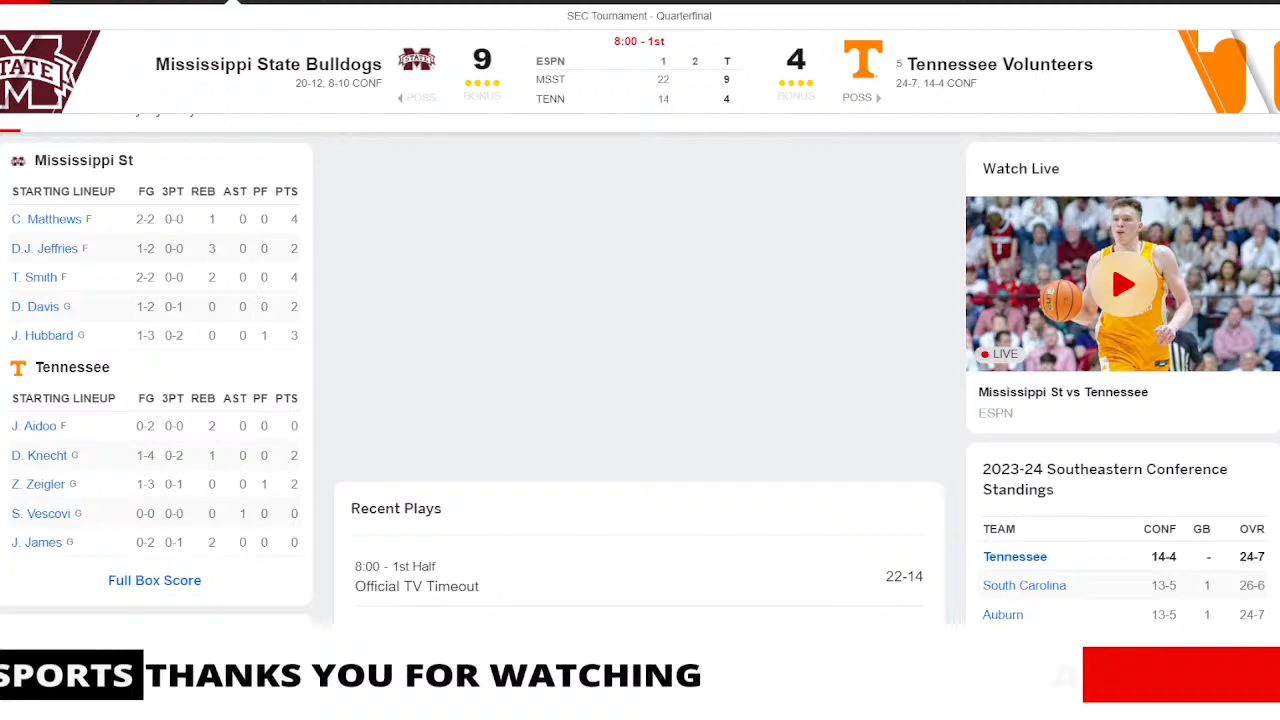 SEC Tournament - Quarterfinal
STATE
M
Mississippi State Bulldogs
20-12, 8-10 CONF
STATE
POSS
9
BONUS
8:00 - 1st
ESPN 1 2 T
MSST 22 9
TENN 14 4
4
BONUS
T
POSS
5 Tennessee Volunteers
24-7, 14-4 CONF
Mississippi St
STARTING LINEUP FG 3PT REB AST PF PTS
C. Matthews F 2-2 0-0 1 0 0 4
D.J. Jeffries F 1-2 0-0 3 0 0 2
T. Smith F 2-2 0-0 2 0 0 4
D. Davis G 1-2 0-1 0 0 0 2
J. Hubbard G 1-3 0-2 0 0 1 3
Tennessee
STARTING LINEUP FG 3PT REB AST PF PTS
J. Aidoo F 0-2 0-0 2 0 0 0
D. Knecht G 1-4 0-2 1 0 0 2
Z. Zeigler G 1-3 0-1 0 0 1 2
S. Vescovi G 0-0 0-0 0 1 0 0
J. James G 0-2 0-1 2 0 0 0
Full Box Score
Recent Plays
8:00 - 1st Half
Official TV Timeout
22-14
Watch Live
LIVE
Mississippi St vs Tennessee
ESPN
2023-24 Southeastern Conference
Standings
TEAM CONF GB OVR
Tennessee 14-4 - 24-7
South Carolina 13-5 1 26-6
Auburn 13-5 1 24-7
SPORTS THANKS YOU FOR WATCHING